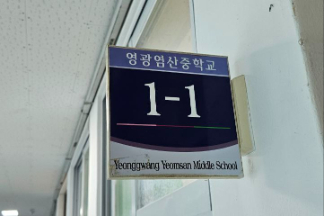 영광염산중학교
1-1
Yeonggwang Yeomsan Middle School